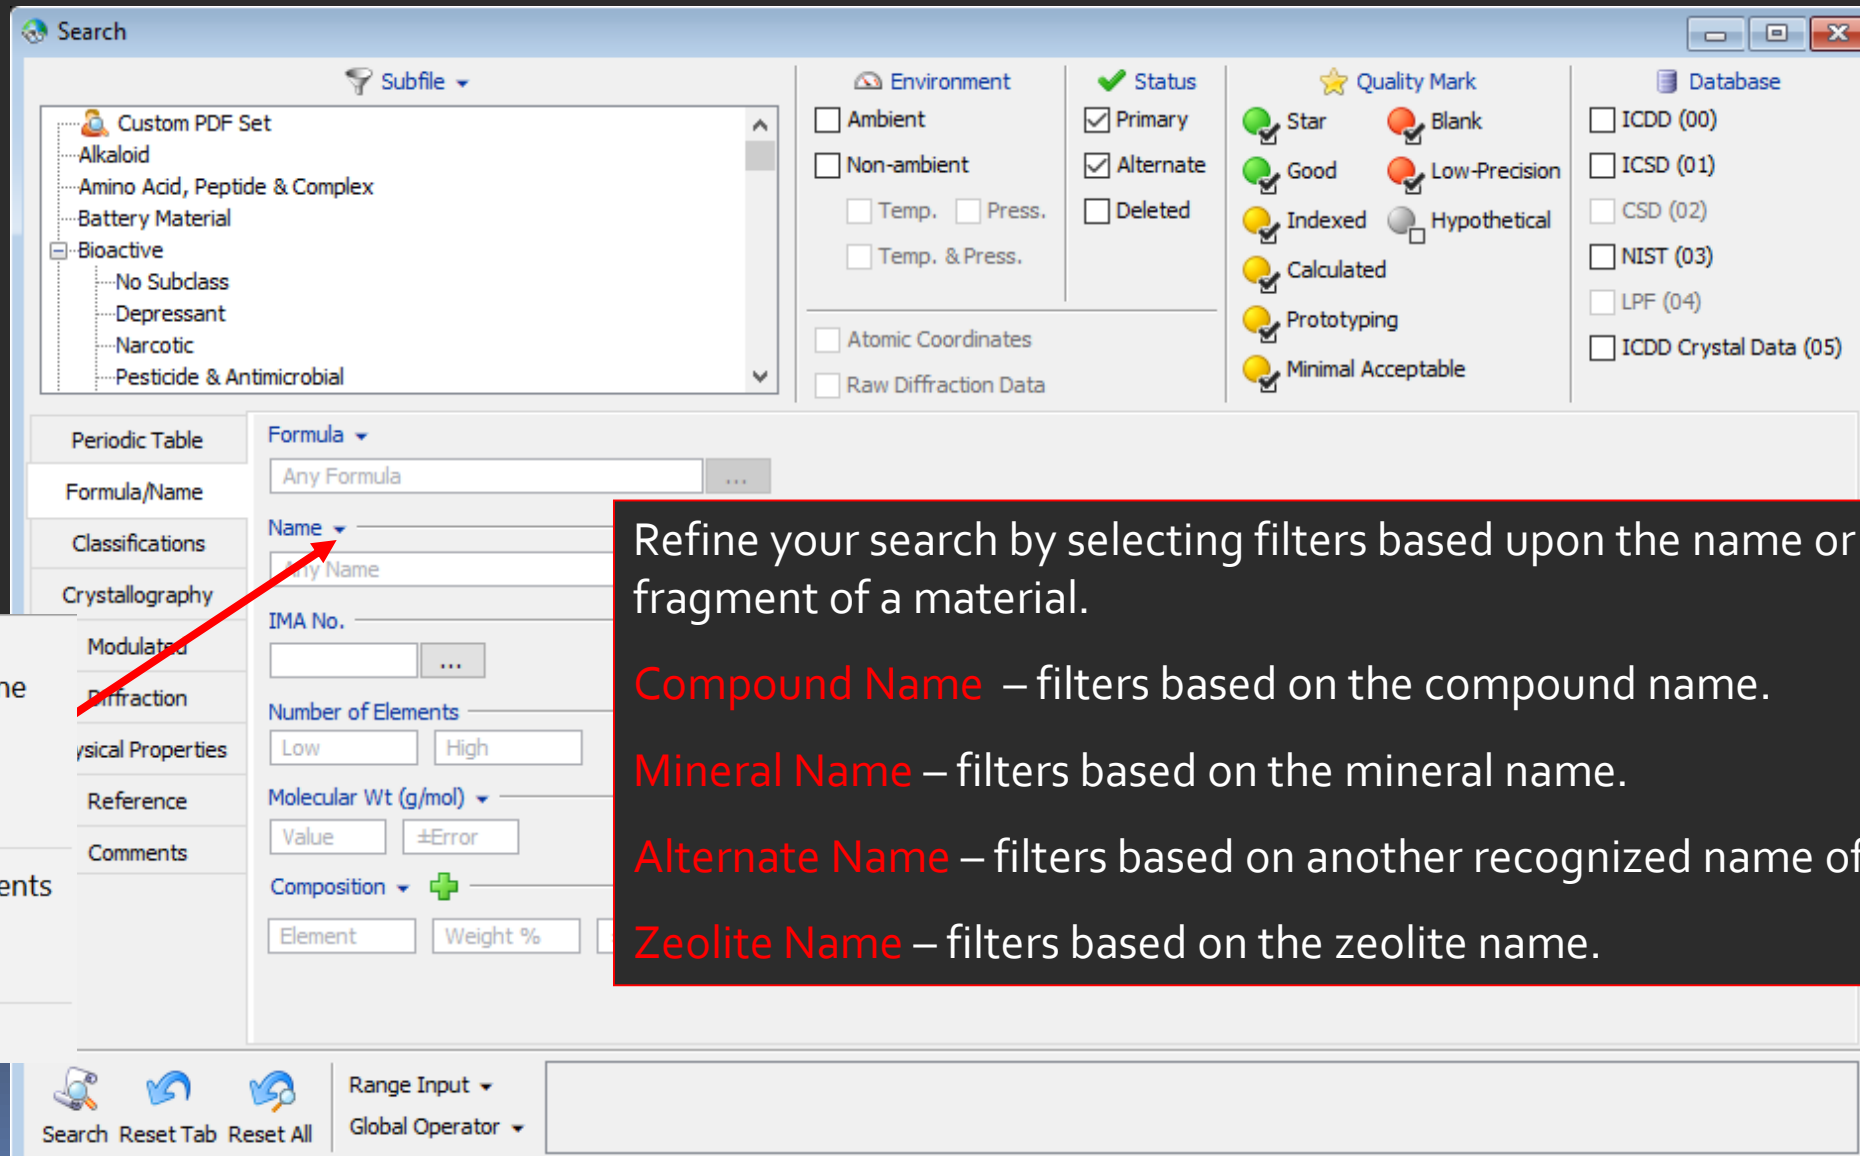 Search
Subfile
Custom PDF Set
Alkaloid
Amino Acid, Peptide & Complex
Battery Material
Bioactive
No Subclass
Depressant
Narcotic
Pesticide & Antimicrobial
Environment
Ambient
Non-ambient
Temp. Press.
Temp. & Press.
Atomic Coordinates
Raw Diffraction Data
Status
Primary
Alternate
Deleted
Quality Mark
Star Blank
Good Low-Precision
Indexed Hypothetical
Calculated
Prototyping
Minimal Acceptable
Database
ICDD (00)
ICSD (01)
CSD (02)
NIST (03)
LPF (04)
ICDD Crystal Data (05)
Periodic Table
Formula/Name
Classifications
Crystallography
Modulated
Diffraction
ysical Properties
Reference
Comments
Formula
Any Formula
...
Name
Any Name
IMA No.
...
Number of Elements
Low High
Molecular Wt (g/mol)
Value ±Error
Composition
Element Weight %
Refine your search by selecting filters based upon the name or
fragment of a material.
Compound Name – filters based on the compound name.
Mineral Name – filters based on the mineral name.
Alternate Name – filters based on another recognized name of
Zeolite Name – filters based on the zeolite name.
ents
Search Reset Tab Reset All
Range Input
Global Operator